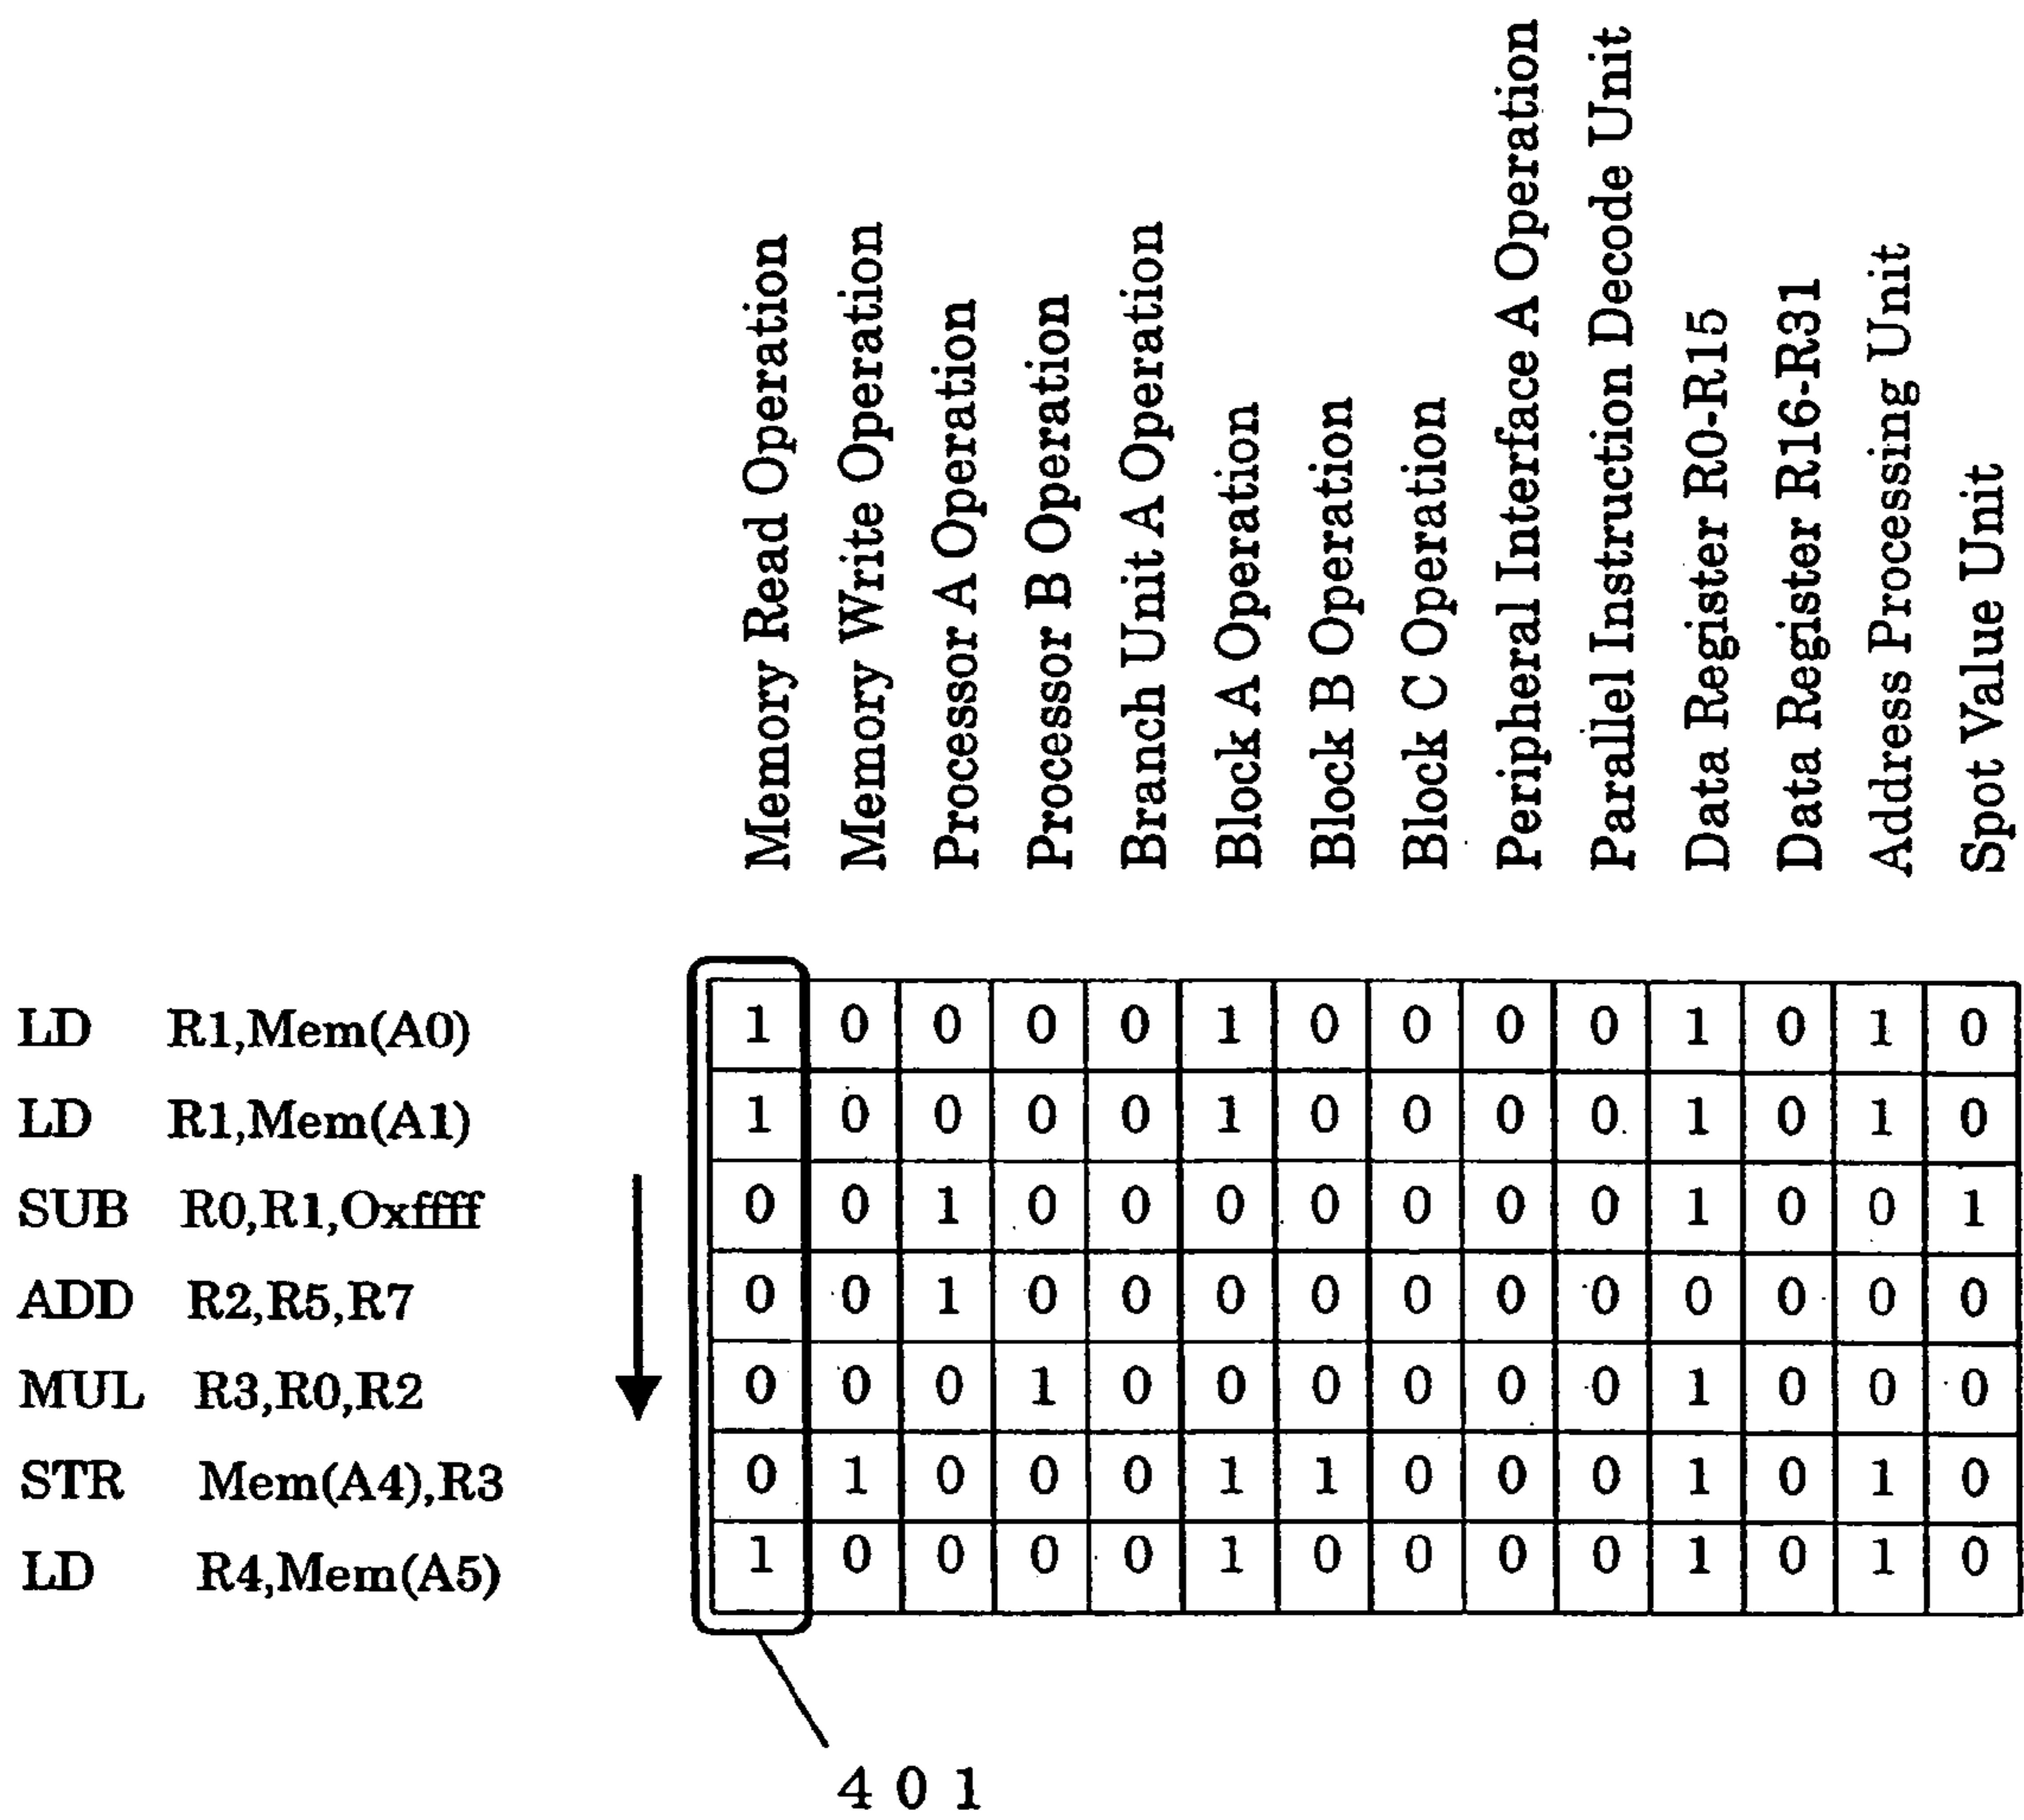 Memory Read Operation
Memory Write Operation
Processor A Operation
Processor B Operation
Branch Unit A Operation
Block A Operation
Block B Operation
Block C Operation
Peripheral Interface A Operation
Parallel Instruction Decode Unit
Data Register R0-R15
Data Register R16-R31
Address Processing Unit
Spot Value Unit
LD R1,Mem(A0) 1 0 0 0 0 1 0 0 0 0 1 0 1 0
LD R1,Mem(A1) 1 0 0 0 0 1 0 0 0 0 1 0 1 0
SUB R0,R1,Oxffff 0 0 1 0 0 0 0 0 0 0 1 0 0 1
ADD R2,R5,R7 0 0 1 0 0 0 0 0 0 0 0 0 0 0
MUL R3,R0,R2 0 0 0 1 0 0 0 0 0 0 1 0 0 0
STR Mem(A4),R3 0 1 0 0 0 1 1 0 0 0 1 0 1 0
LD R4,Mem(A5) 1 0 0 0 0 1 0 0 0 0 1 0 1 0
401